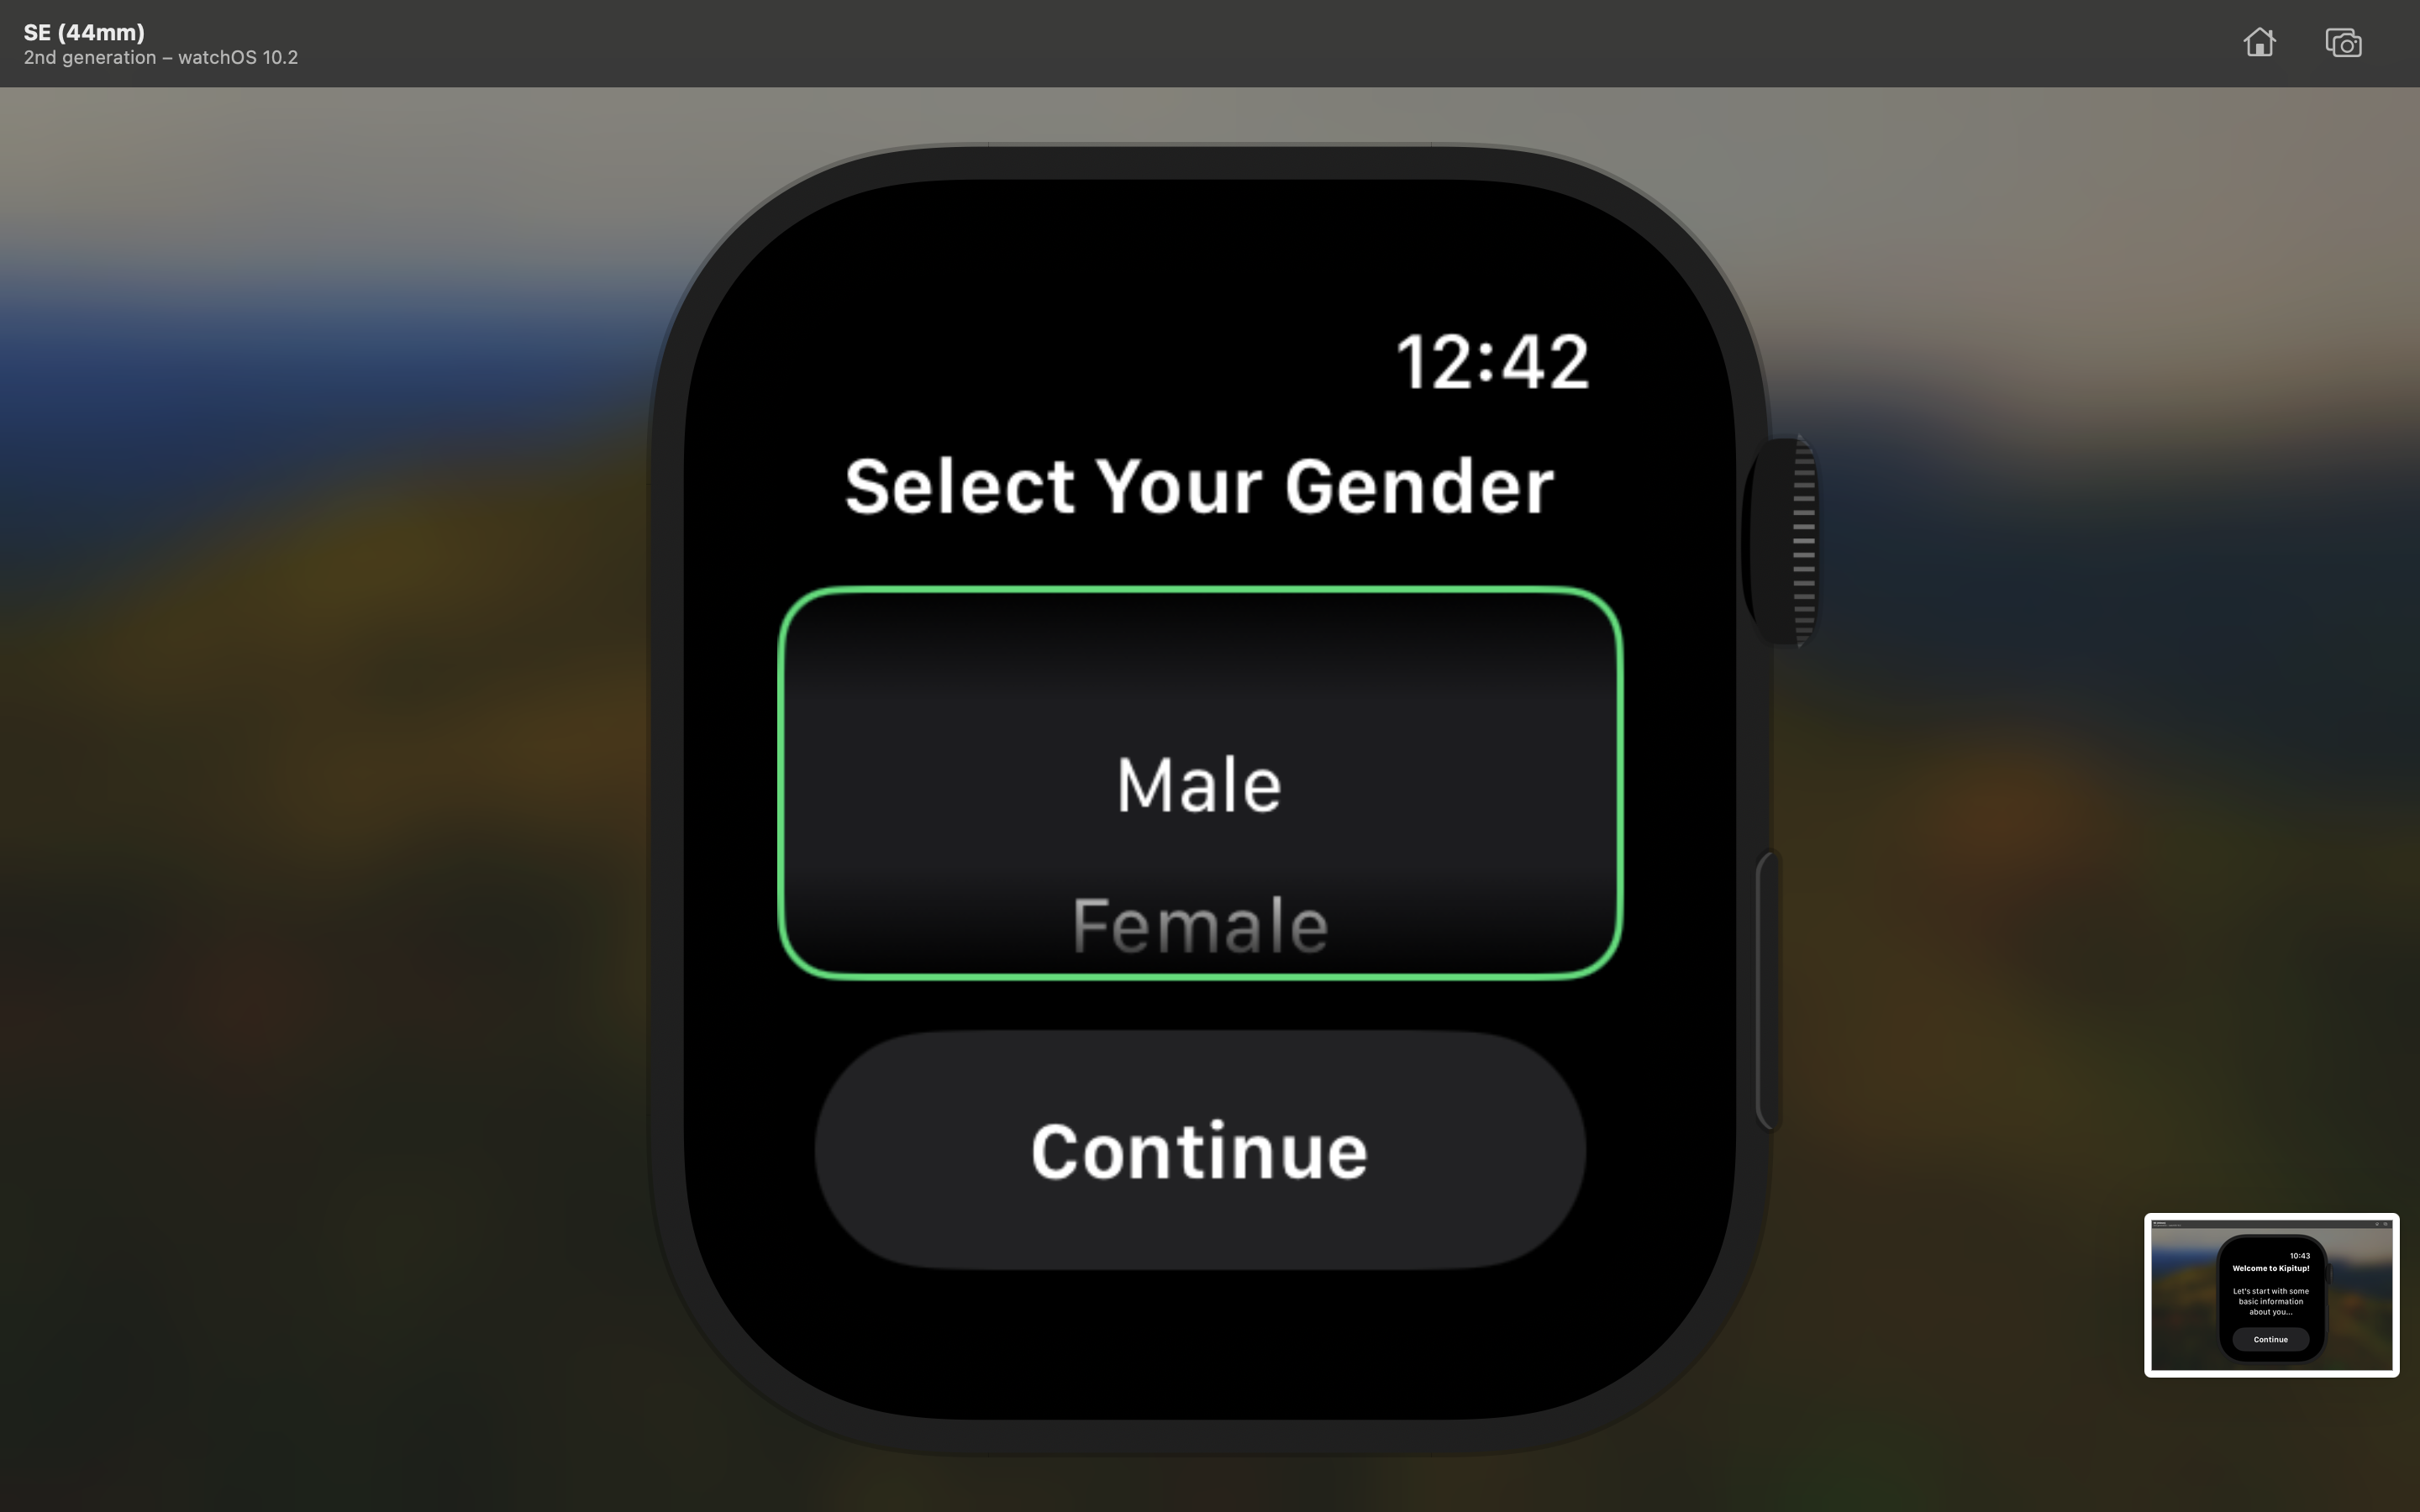 SE (44mm)
2nd generation – watchOS 10.2
12:42
Select Your Gender
Male
Female
Continue
10:43
Welcome to Kipitup!
Let's start with some
basic information
about you...
Continue